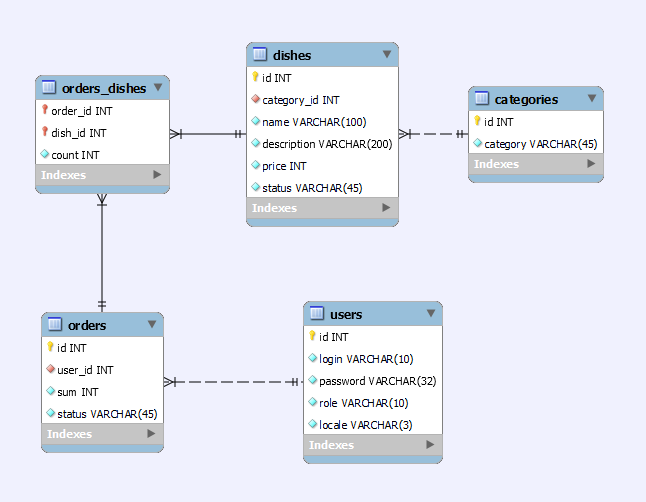 orders_dishes
order_id INT
dish_id INT
count INT
Indexes
dishes
id INT
category_id INT
name VARCHAR(100)
description VARCHAR(200)
price INT
status VARCHAR(45)
Indexes
categories
id INT
category VARCHAR(45)
Indexes
orders
id INT
user_id INT
sum INT
status VARCHAR(45)
Indexes
users
id INT
login VARCHAR(10)
password VARCHAR(32)
role VARCHAR(10)
locale VARCHAR(3)
Indexes